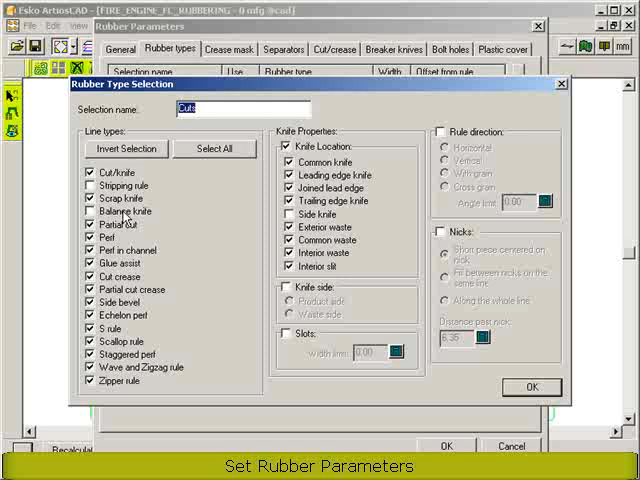 Esko ArtiosCAD - [FIRE_ENGINE_FC_RUBBERING - 0 mfg @cad]
File Edit
Rubber Parameters
General Rubber types Crease mask Separators Cut/crease Breaker knives Bolt holes Plastic cover
Selection name Use Rubber type Width Offset from rule
mm
Rubber Type Selection
Selection name: Cuts
Line types:
Invert Selection Select All
Cut/knife
Stripping rule
Scrap knife
Balance knife
Partial cut
Perf
Perf in channel
Glue assist
Cut crease
Partial cut crease
Side bevel
Echelon perf
S rule
Scallop rule
Staggered perf
Wave and Zigzag rule
Zipper rule
Knife Properties:
Knife Location:
Common knife
Leading edge knife
Joined lead edge
Trailing edge knife
Side knife
Exterior waste
Common waste
Interior waste
Interior slit
Knife side:
Product side
Waste side
Slots:
Width limit: 0.00
Rule direction:
Horizontal
Vertical
With grain
Cross grain
Angle limit: 0.00
Nicks:
Short piece centered on
nick
Fill between nicks on the
same line
Along the whole line
Distance past nick:
6.35
OK
OK Cancel
Recalcula
Set Rubber Parameters